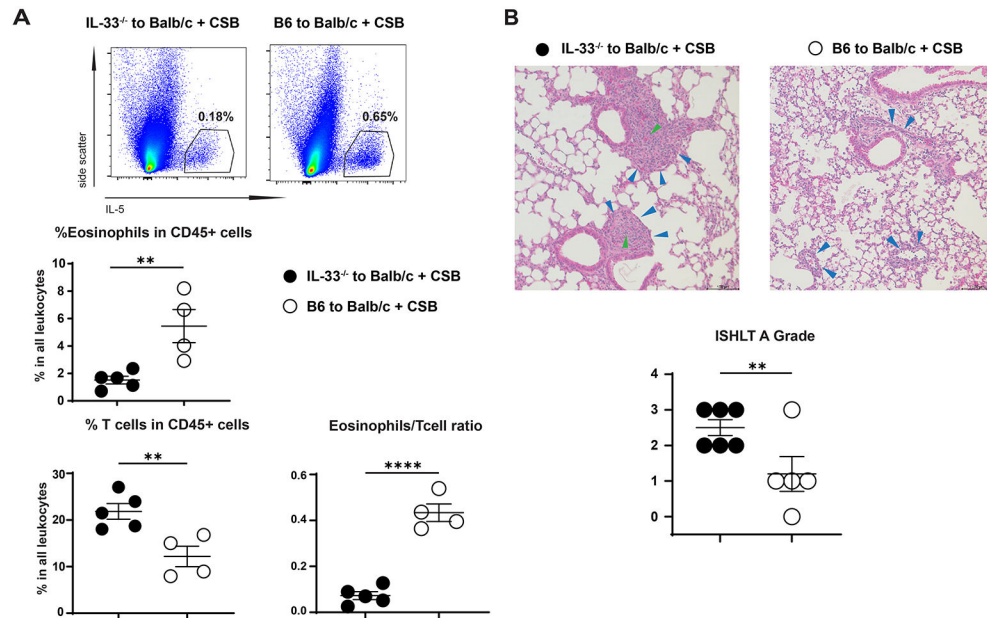 A
IL-33-/- to Balb/c + CSB
B6 to Balb/c + CSB
0.18%
0.65%
side scatter
IL-5
%Eosinophils in CD45+ cells
**
% in all leukocytes
10
8
6
4
2
0
IL-33-/- to Balb/c + CSB
B6 to Balb/c + CSB
% T cells in CD45+ cells
**
% in all leukocytes
30
20
10
0
Eosinophils/Tcell ratio
****
0.6
0.4
0.2
0.0
B
IL-33-/- to Balb/c + CSB
B6 to Balb/c + CSB
ISHLT A Grade
**
4
3
2
1
0